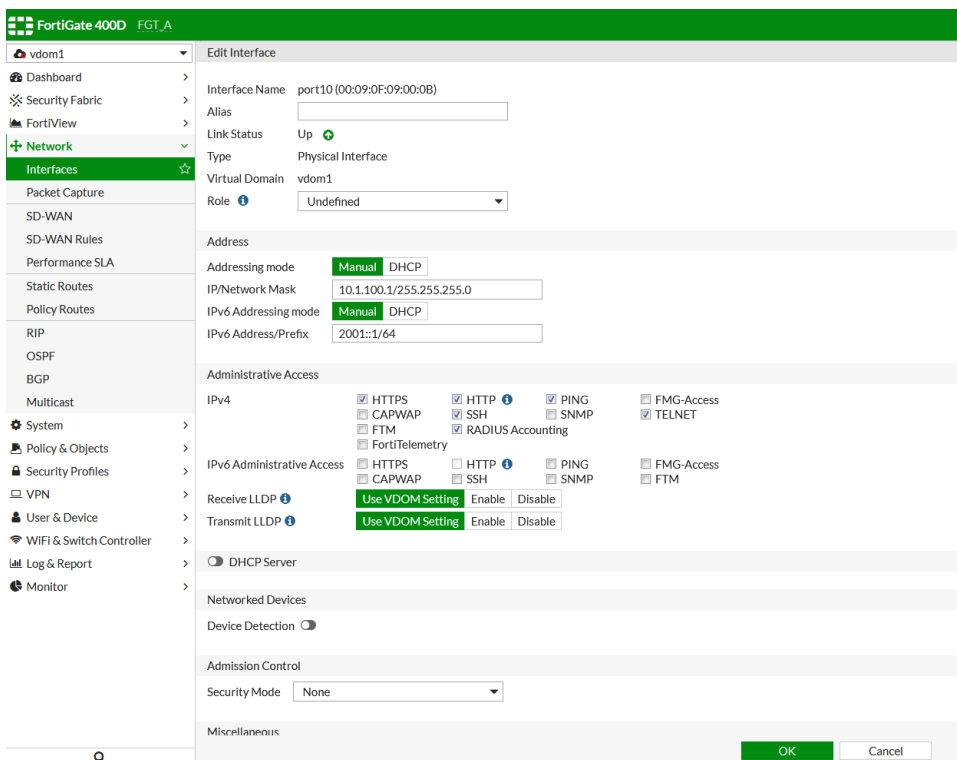 FortiGate 400D FGT_A
vdom1
Dashboard
Security Fabric
FortiView
Network
Interfaces
Packet Capture
SD-WAN
SD-WAN Rules
Performance SLA
Static Routes
Policy Routes
RIP
OSPF
BGP
Multicast
System
Policy & Objects
Security Profiles
VPN
User & Device
WiFi & Switch Controller
Log & Report
Monitor
Edit Interface
Interface Name port10 (00:09:0F:09:00:0B)
Alias
Link Status Up
Type Physical Interface
Virtual Domain vdom1
Role Undefined
Address
Addressing mode Manual DHCP
IP/Network Mask 10.1.100.1/255.255.255.0
IPv6 Addressing mode Manual DHCP
IPv6 Address/Prefix 2001::1/64
Administrative Access
IPv4 HTTPS HTTP PING FMG-Access
CAPWAP SSH SNMP TELNET
FTM RADIUS Accounting
FortiTelemetry
IPv6 Administrative Access HTTPS HTTP PING FMG-Access
CAPWAP SSH SNMP FTM
Receive LLDP Use VDOM Setting Enable Disable
Transmit LLDP Use VDOM Setting Enable Disable
DHCP Server
Networked Devices
Device Detection
Admission Control
Security Mode None
Miscellaneous
OK Cancel